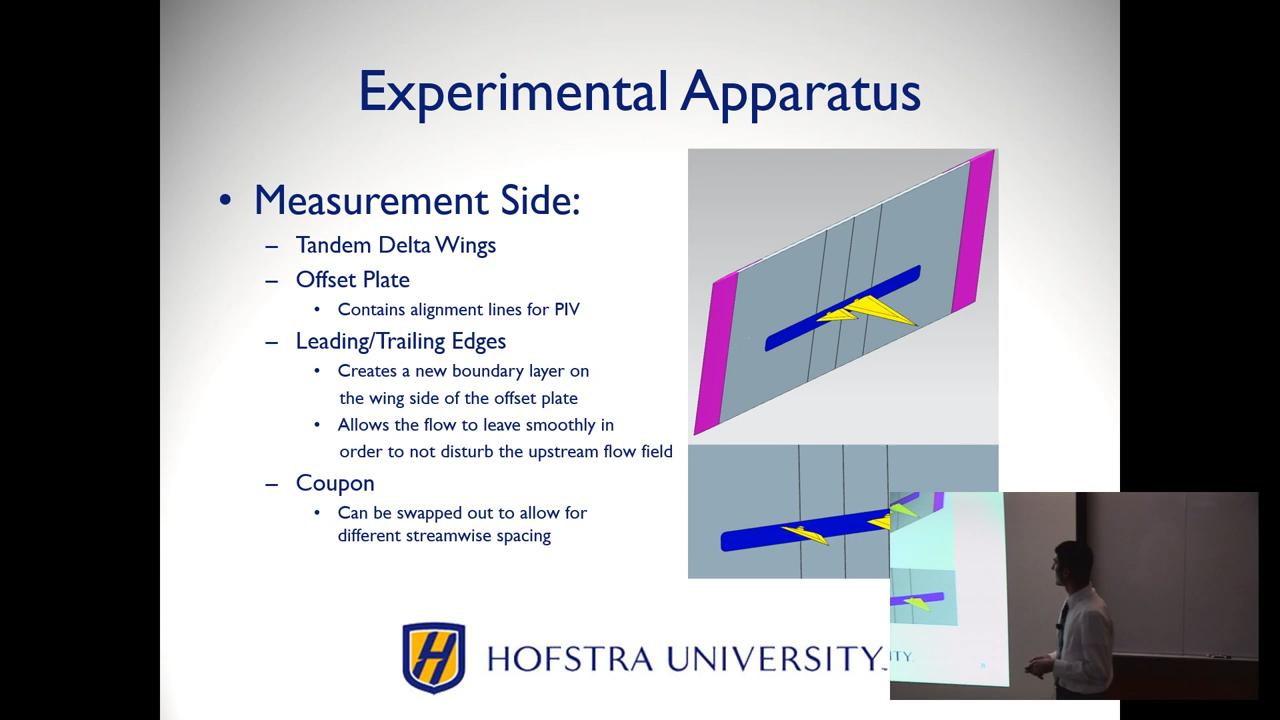 Experimental Apparatus
• Measurement Side:
– Tandem Delta Wings
– Offset Plate
• Contains alignment lines for PIV
– Leading/Trailing Edges
• Creates a new boundary layer on
the wing side of the offset plate
• Allows the flow to leave smoothly in
order to not disturb the upstream flow field
– Coupon
• Can be swapped out to allow for
different streamwise spacing
H HOFSTRA UNIVERSITY